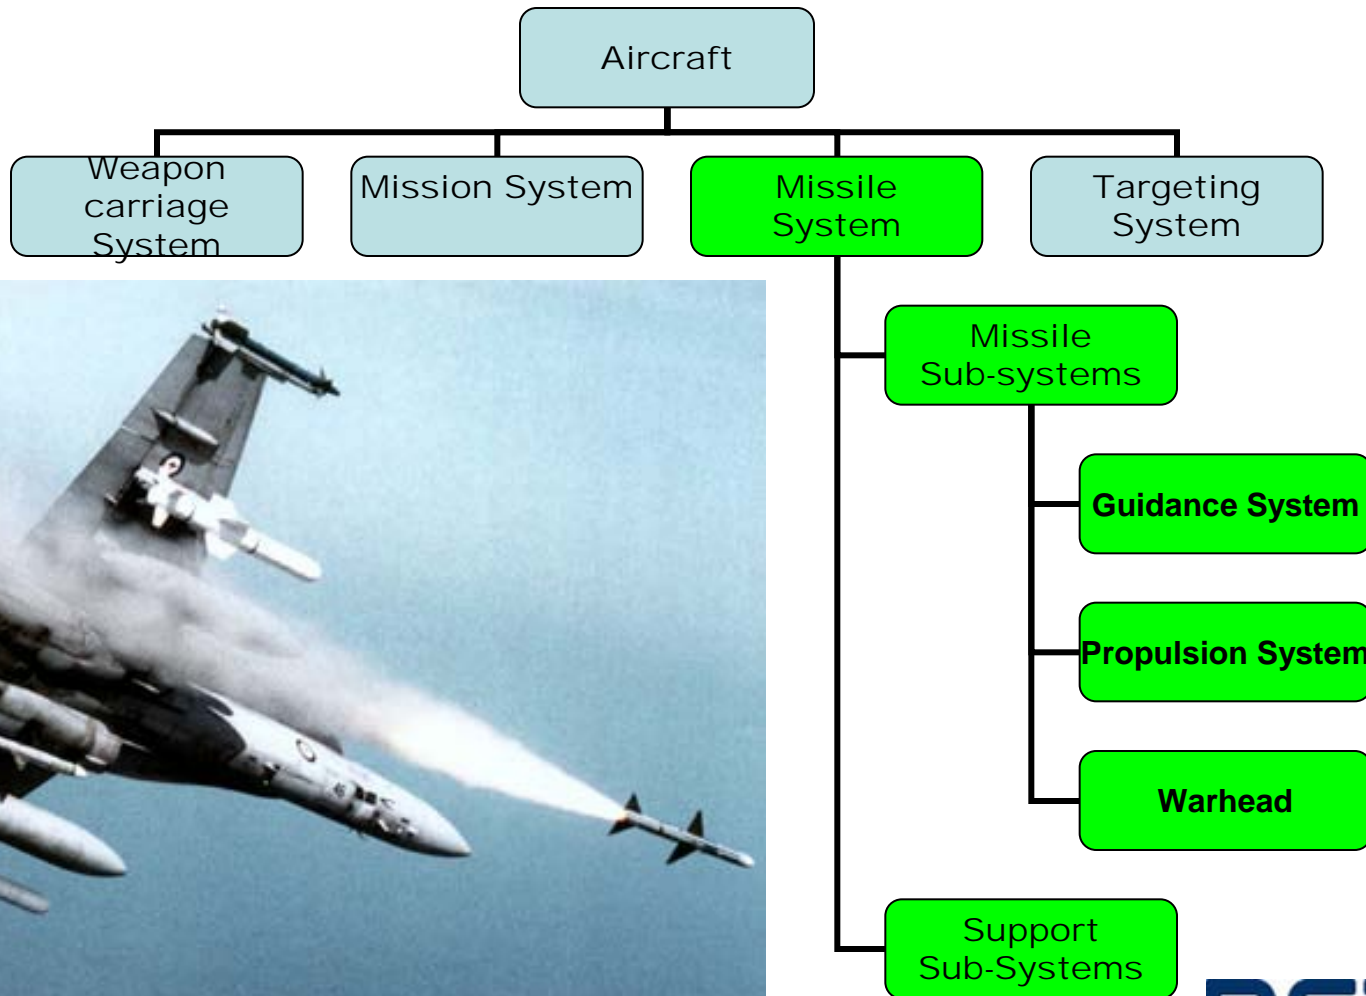 Aircraft
Weapon
carriage
System
Mission System
Missile
System
Targeting
System
Missile
Sub-systems
Guidance System
Propulsion System
Warhead
Support
Sub-Systems